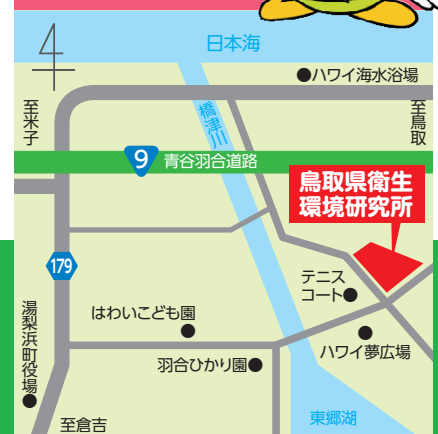 日本海
ハワイ海水浴場
至米子
橋津川
至鳥取
9
青谷羽合道路
鳥取県衛生
環境研究所
179
テニス
コート
湯梨浜町役場
はわいこども園
ハワイ夢広場
羽合ひかり園
東郷湖
至倉吉